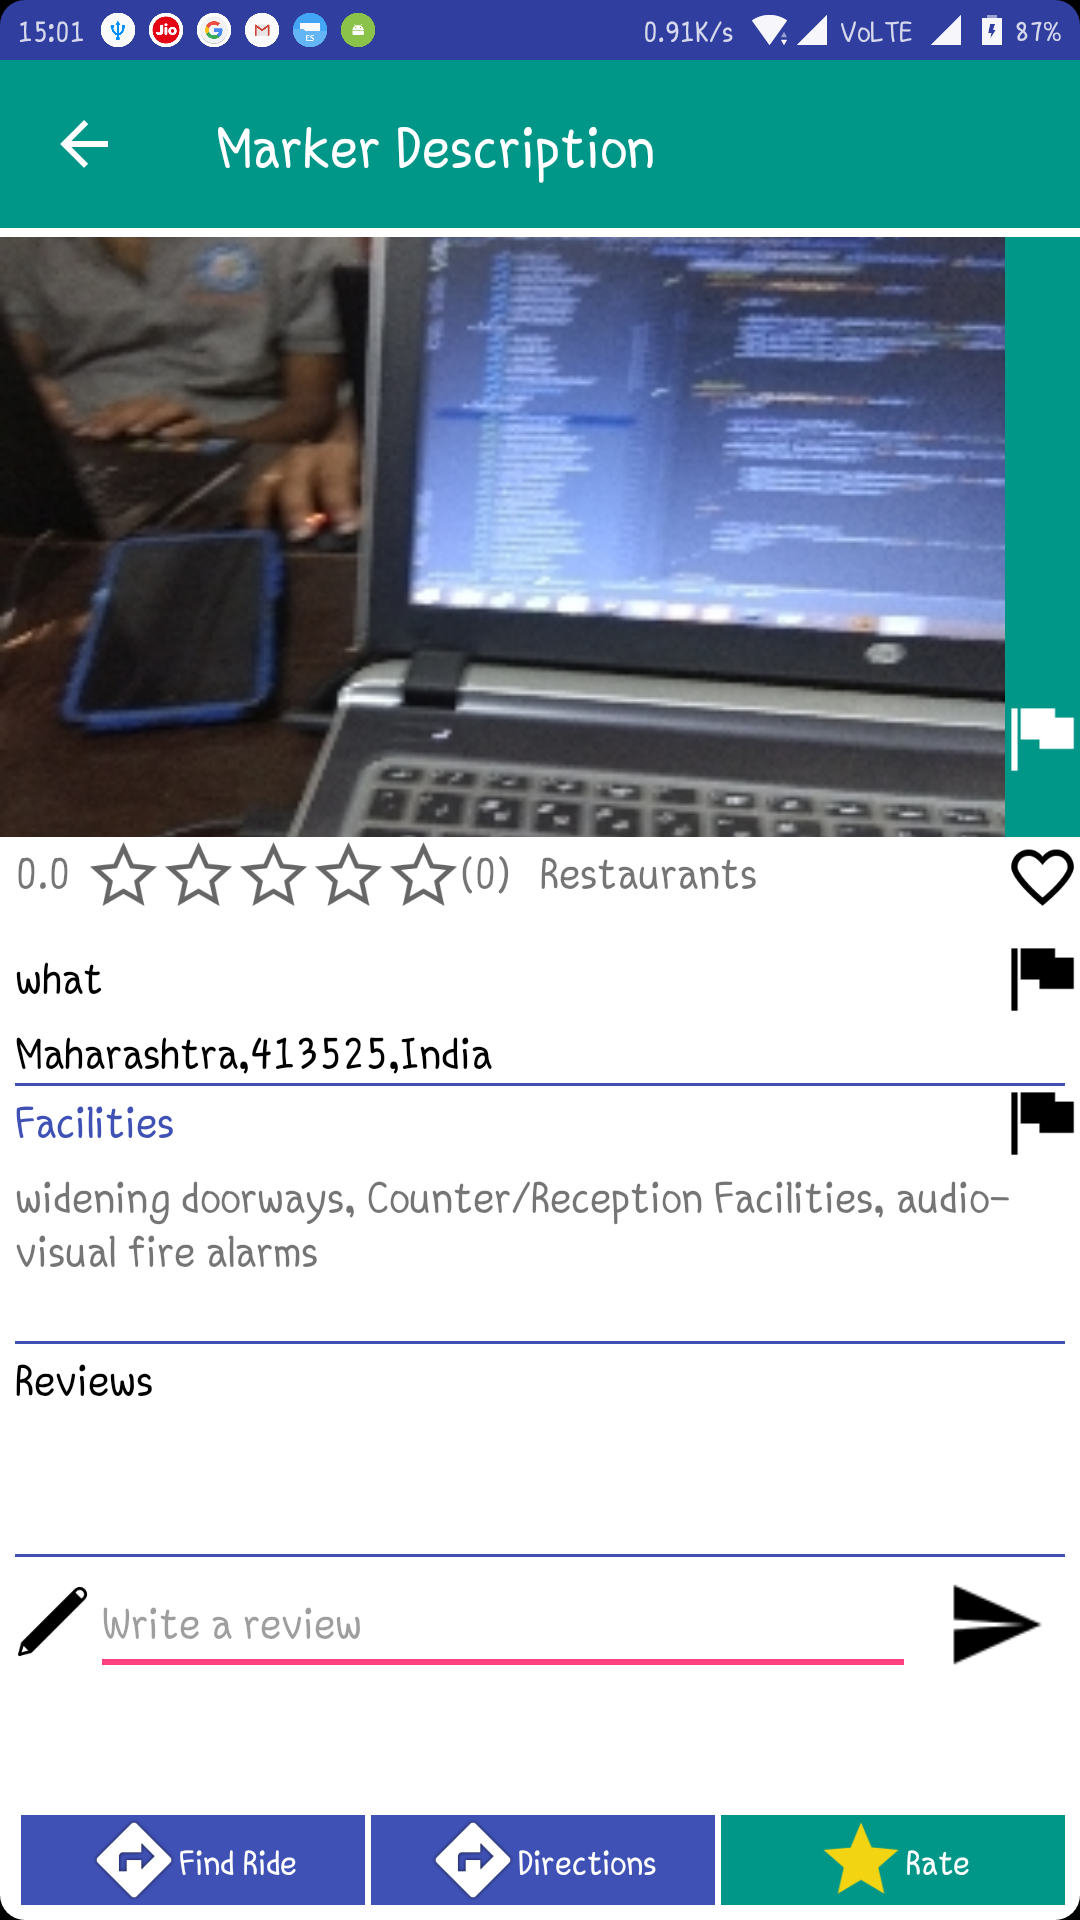 15:01 Jio G M ES 0.91K/s VoLTE 87%
Marker Description
0.0 (0) Restaurants
what
Maharashtra,413525,India
Facilities
widening doorways, Counter/Reception Facilities, audio-
visual fire alarms
Reviews
Write a review
Find Ride Directions Rate